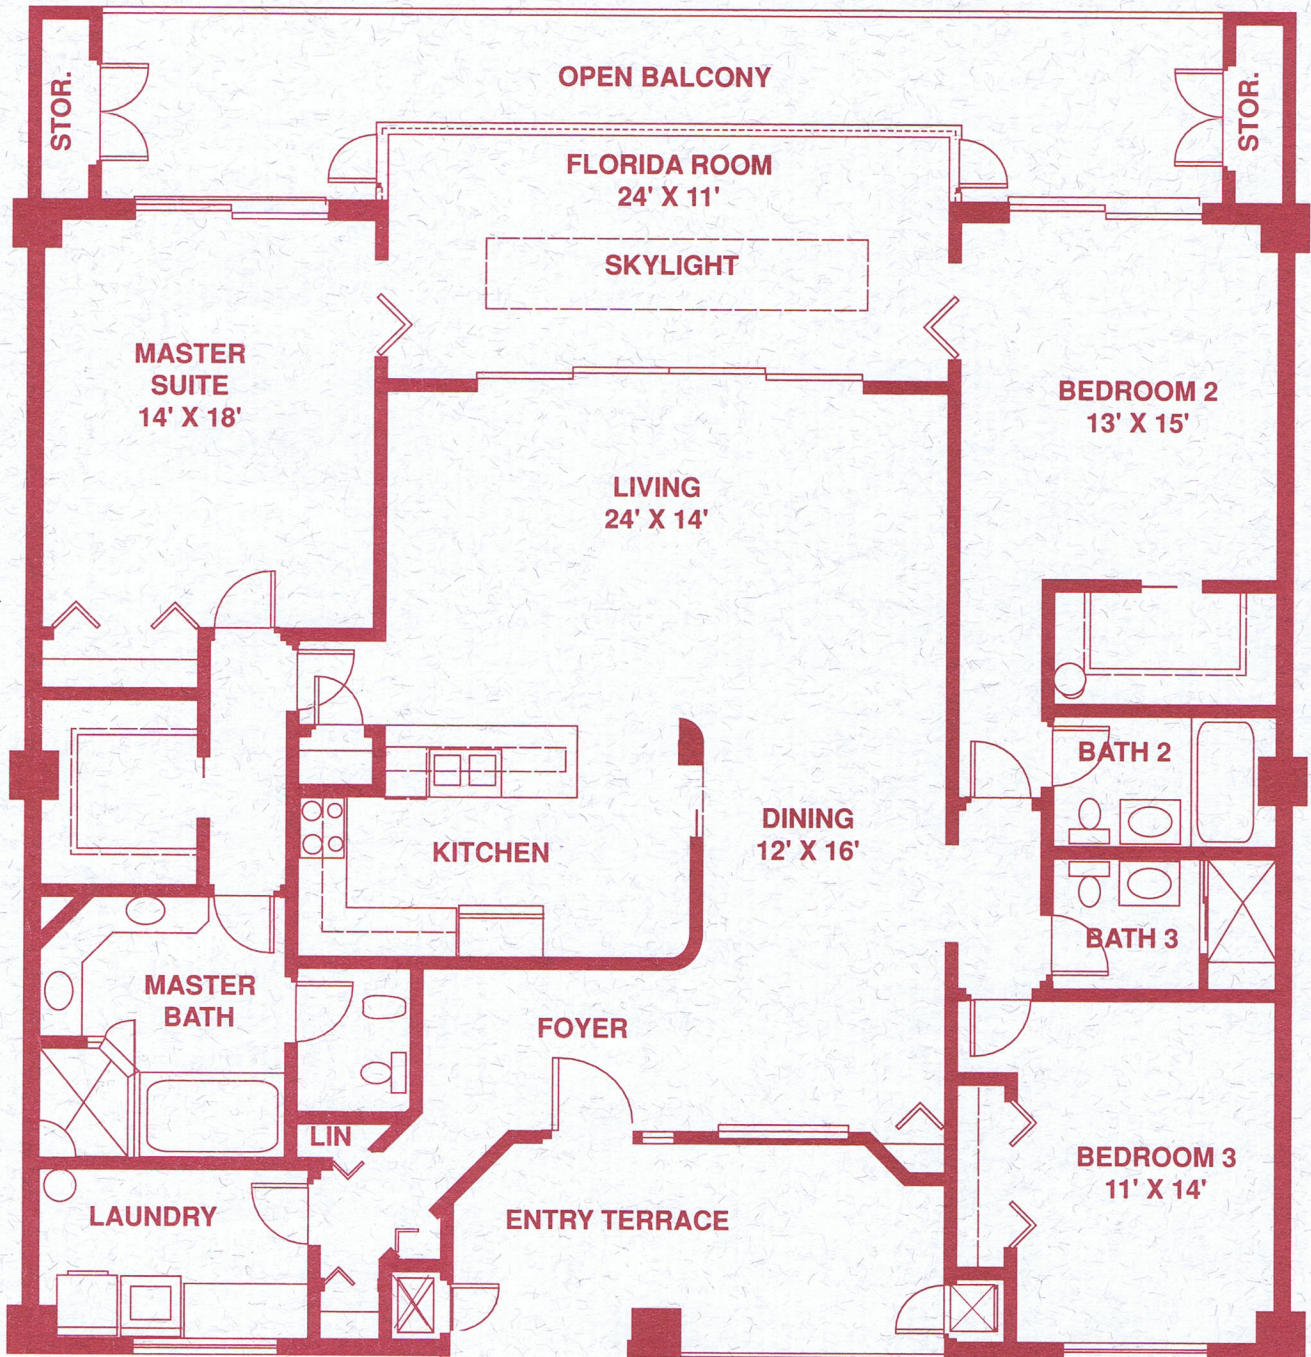 STOR.
OPEN BALCONY
STOR.
FLORIDA ROOM
24' X 11'
SKYLIGHT
MASTER
SUITE
14' X 18'
BEDROOM 2
13' X 15'
LIVING
24' X 14'
BATH 2
DINING
12' X 16'
KITCHEN
BATH 3
MASTER
BATH
FOYER
LIN
BEDROOM 3
11' X 14'
LAUNDRY
ENTRY TERRACE